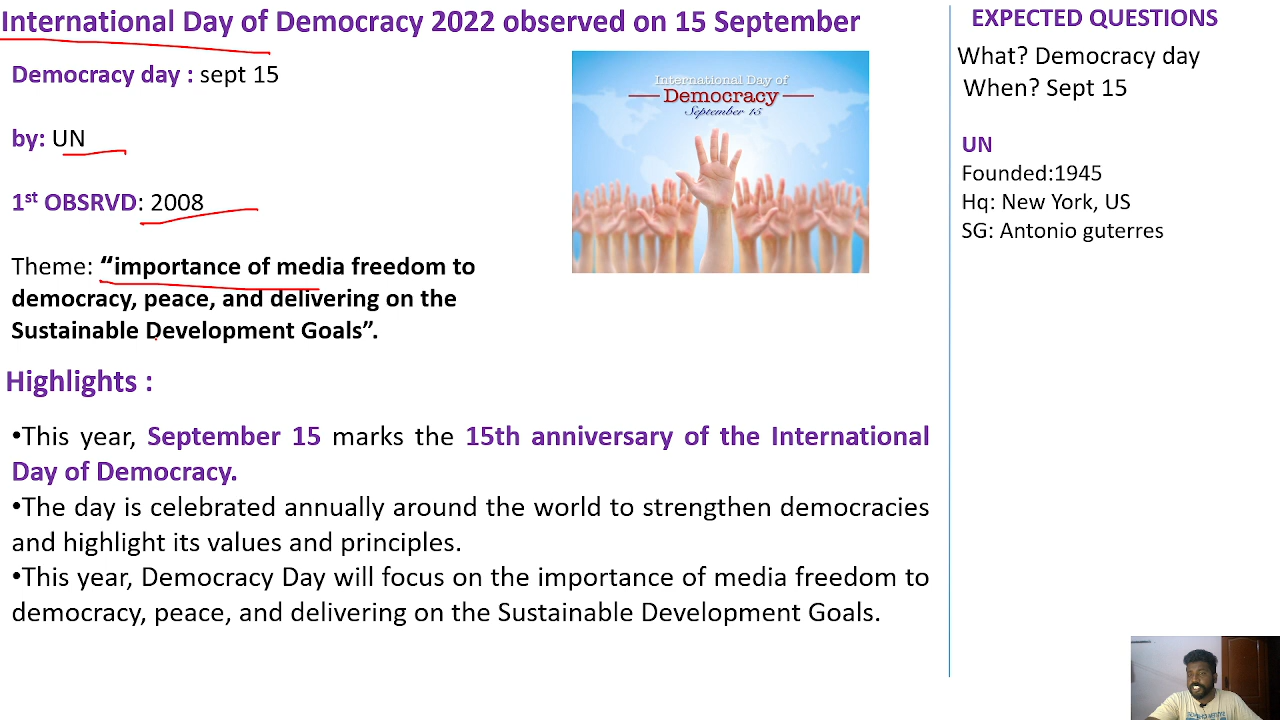 International Day of Democracy 2022 observed on 15 September
Democracy day : sept 15
by: UN
1st OBSRVD: 2008
Theme: “importance of media freedom to
democracy, peace, and delivering on the
Sustainable Development Goals”.
International Day of
Democracy
September 15
Highlights :
•This year, September 15 marks the 15th anniversary of the International
Day of Democracy.
•The day is celebrated annually around the world to strengthen democracies
and highlight its values and principles.
•This year, Democracy Day will focus on the importance of media freedom to
democracy, peace, and delivering on the Sustainable Development Goals.
EXPECTED QUESTIONS
What? Democracy day
When? Sept 15
UN
Founded:1945
Hq: New York, US
SG: Antonio guterres